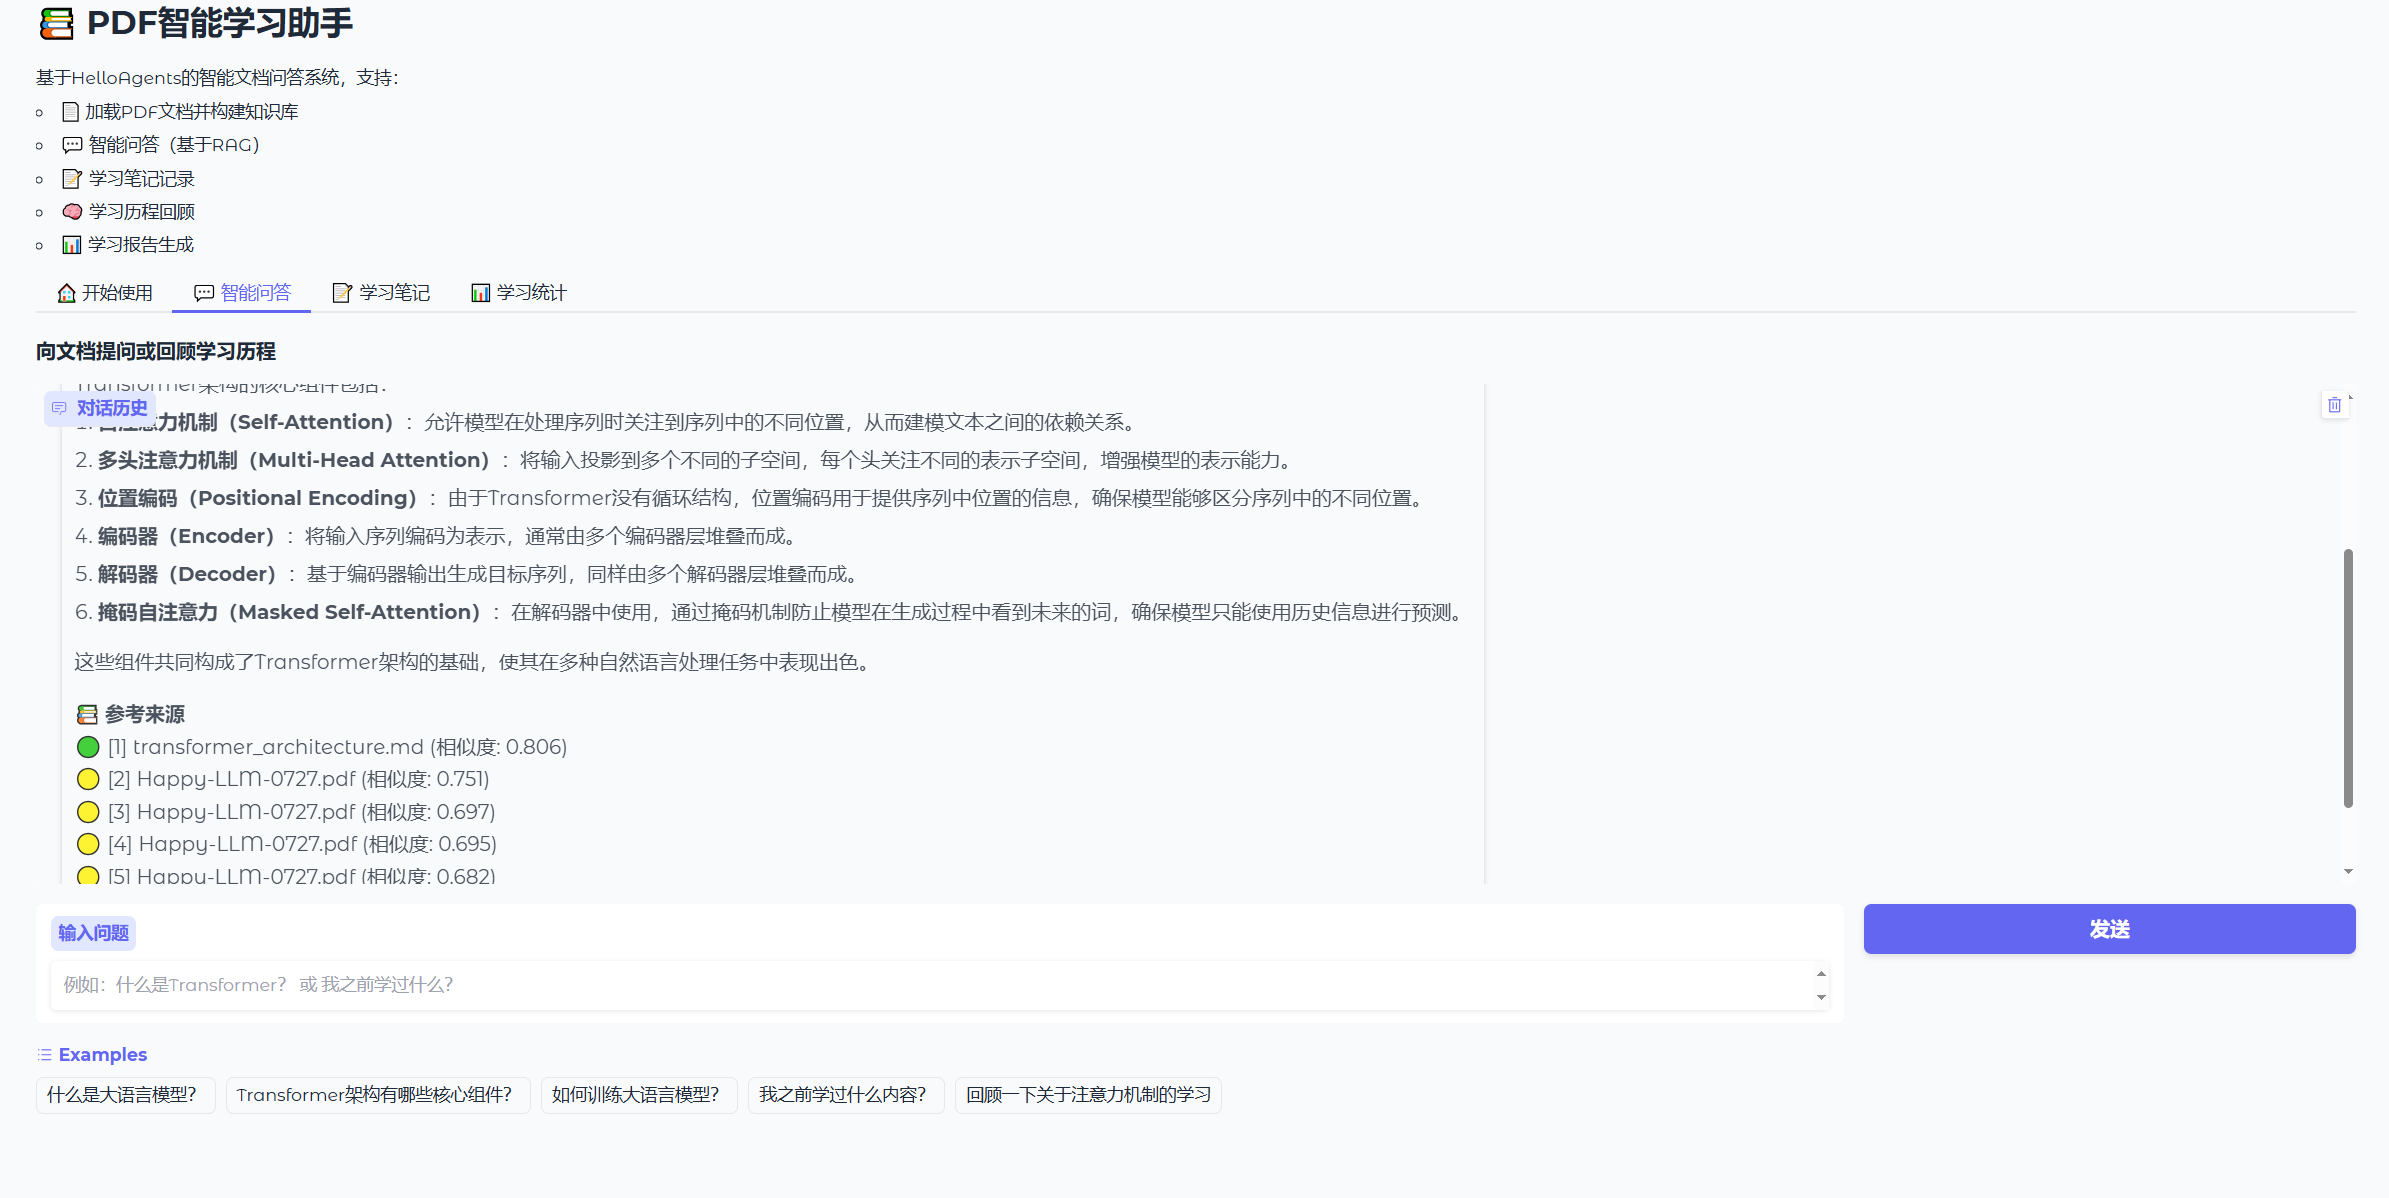 PDF智能学习助手
基于HelloAgents的智能文档问答系统，支持：
加载PDF文档并构建知识库
智能问答（基于RAG）
学习笔记记录
学习历程回顾
学习报告生成
开始使用 智能问答 学习笔记 学习统计
向文档提问或回顾学习历程
Transformer架构的核心组件包括：
对话历史
1. 自注意力机制（Self-Attention）：允许模型在处理序列时关注到序列中的不同位置，从而建模文本之间的依赖关系。
2. 多头注意力机制（Multi-Head Attention）：将输入投影到多个不同的子空间，每个头关注不同的表示子空间，增强模型的表示能力。
3. 位置编码（Positional Encoding）：由于Transformer没有循环结构，位置编码用于提供序列中位置的信息，确保模型能够区分序列中的不同位置。
4. 编码器（Encoder）：将输入序列编码为表示，通常由多个编码器层堆叠而成。
5. 解码器（Decoder）：基于编码器输出生成目标序列，同样由多个解码器层堆叠而成。
6. 掩码自注意力（Masked Self-Attention）：在解码器中使用，通过掩码机制防止模型在生成过程中看到未来的词，确保模型只能使用历史信息进行预测。
这些组件共同构成了Transformer架构的基础，使其在多种自然语言处理任务中表现出色。
参考来源
[1] transformer_architecture.md (相似度: 0.806)
[2] Happy-LLM-0727.pdf (相似度: 0.751)
[3] Happy-LLM-0727.pdf (相似度: 0.697)
[4] Happy-LLM-0727.pdf (相似度: 0.695)
[5] Happy-LLM-0727.pdf (相似度: 0.682)
输入问题
发送
例如：什么是Transformer？ 或 我之前学过什么？
Examples
什么是大语言模型？ Transformer架构有哪些核心组件？ 如何训练大语言模型？ 我之前学过什么内容？ 回顾一下关于注意力机制的学习